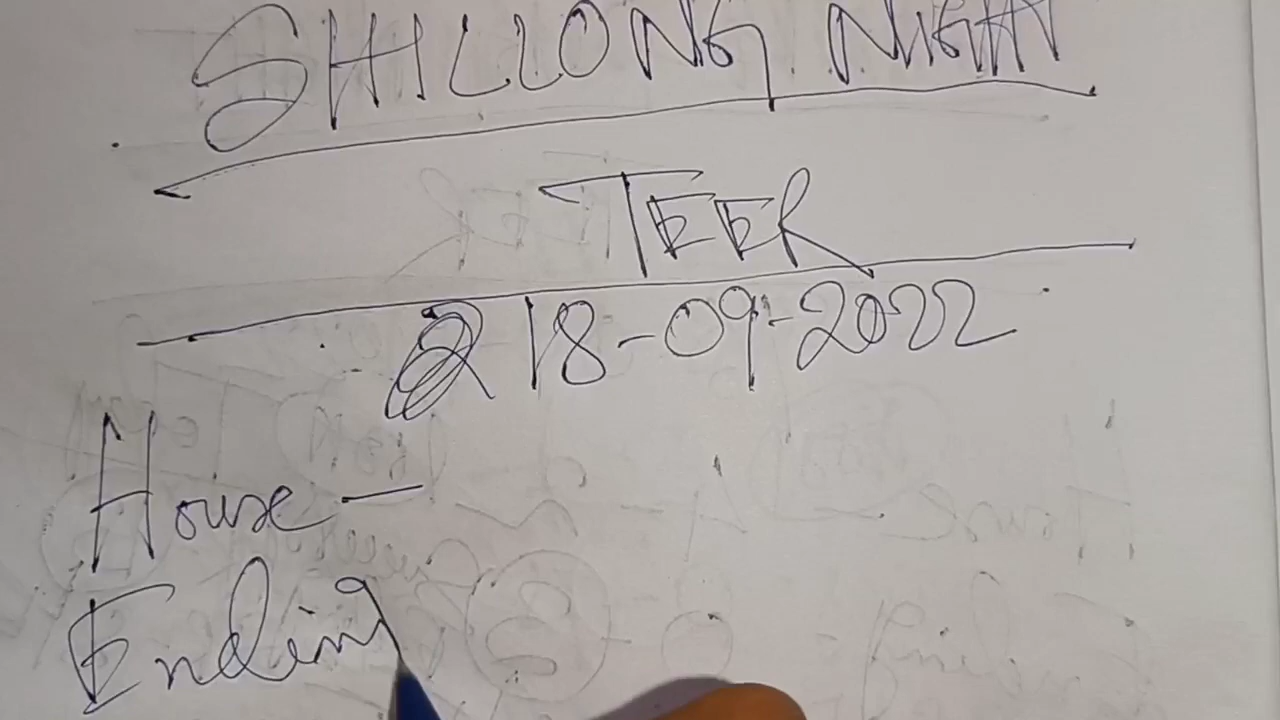 SHILLONG NIGHT
TEER
18-09-2022
House —
Ending